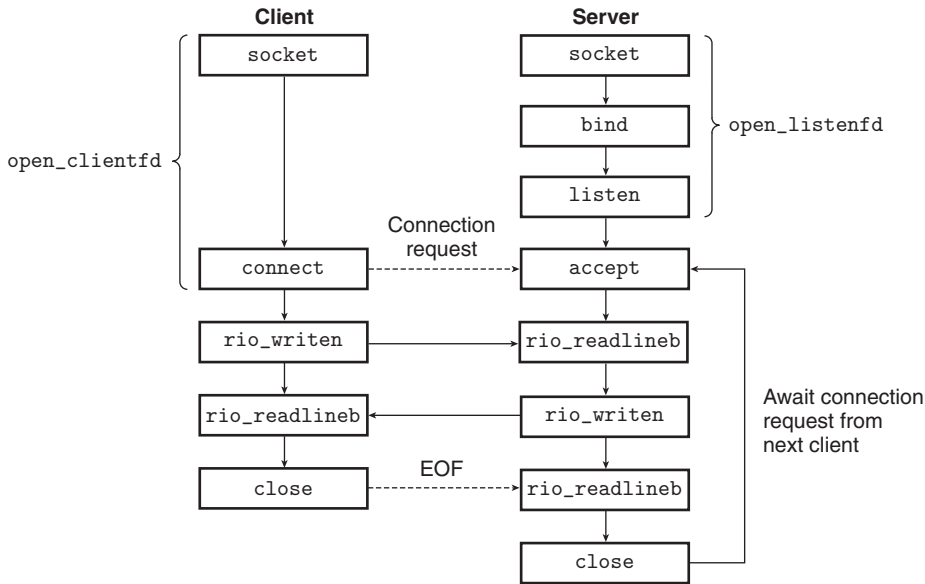 Client
Server
socket
socket
bind
open_listenfd
open_clientfd
listen
Connection
request
connect
accept
rio_writen
rio_readlineb
Await connection
request from
next client
rio_readlineb
rio_writen
EOF
close
rio_readlineb
close